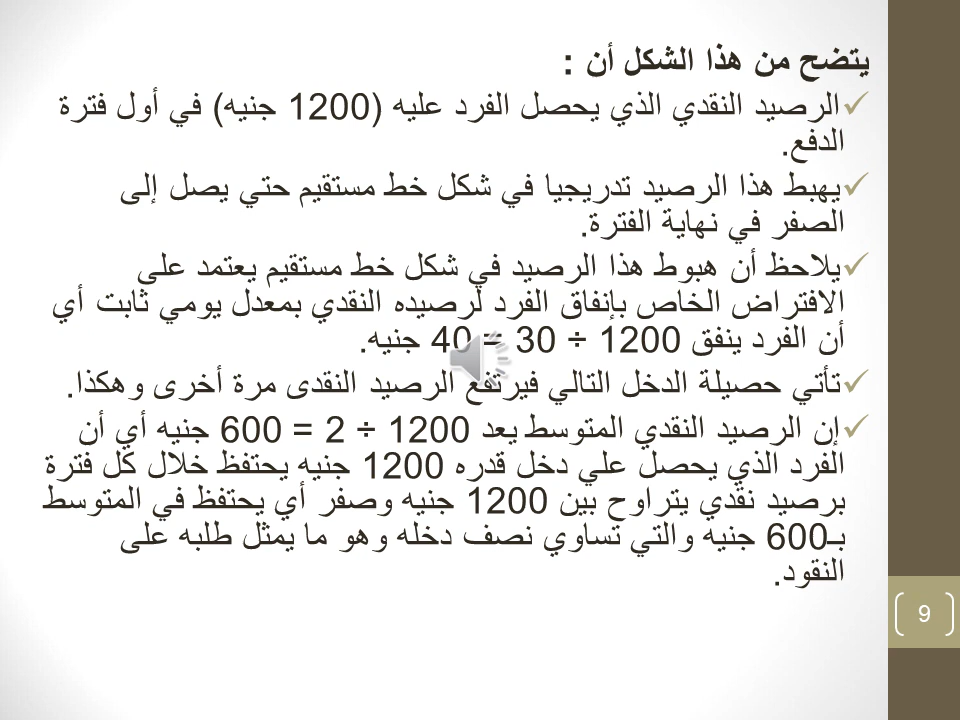 يتضح من هذا الشكل أن :
✓الرصيد النقدي الذي يحصل الفرد عليه (1200 جنيه) في أول فترة
الدفع.
✓يهبط هذا الرصيد تدريجيا في شكل خط مستقيم حتي يصل إلى
الصفر في نهاية الفترة.
✓يلاحظ أن هبوط هذا الرصيد في شكل خط مستقيم يعتمد على
الافتراض الخاص بإنفاق الفرد لرصيده النقدي بمعدل يومي ثابت أي
أن الفرد ينفق 1200 ÷ 30 = 40 جنيه.
✓تأتي حصيلة الدخل التالي فيرتفع الرصيد النقدى مرة أخرى وهكذا.
✓إن الرصيد النقدي المتوسط يعد 1200 ÷ 2 = 600 جنيه أي أن
الفرد الذي يحصل علي دخل قدره 1200 جنيه يحتفظ خلال كل فترة
برصيد نقدي يتراوح بين 1200 جنيه وصفر أي يحتفظ في المتوسط
بـ600 جنيه والتي تساوي نصف دخله وهو ما يمثل طلبه على
النقود.
9